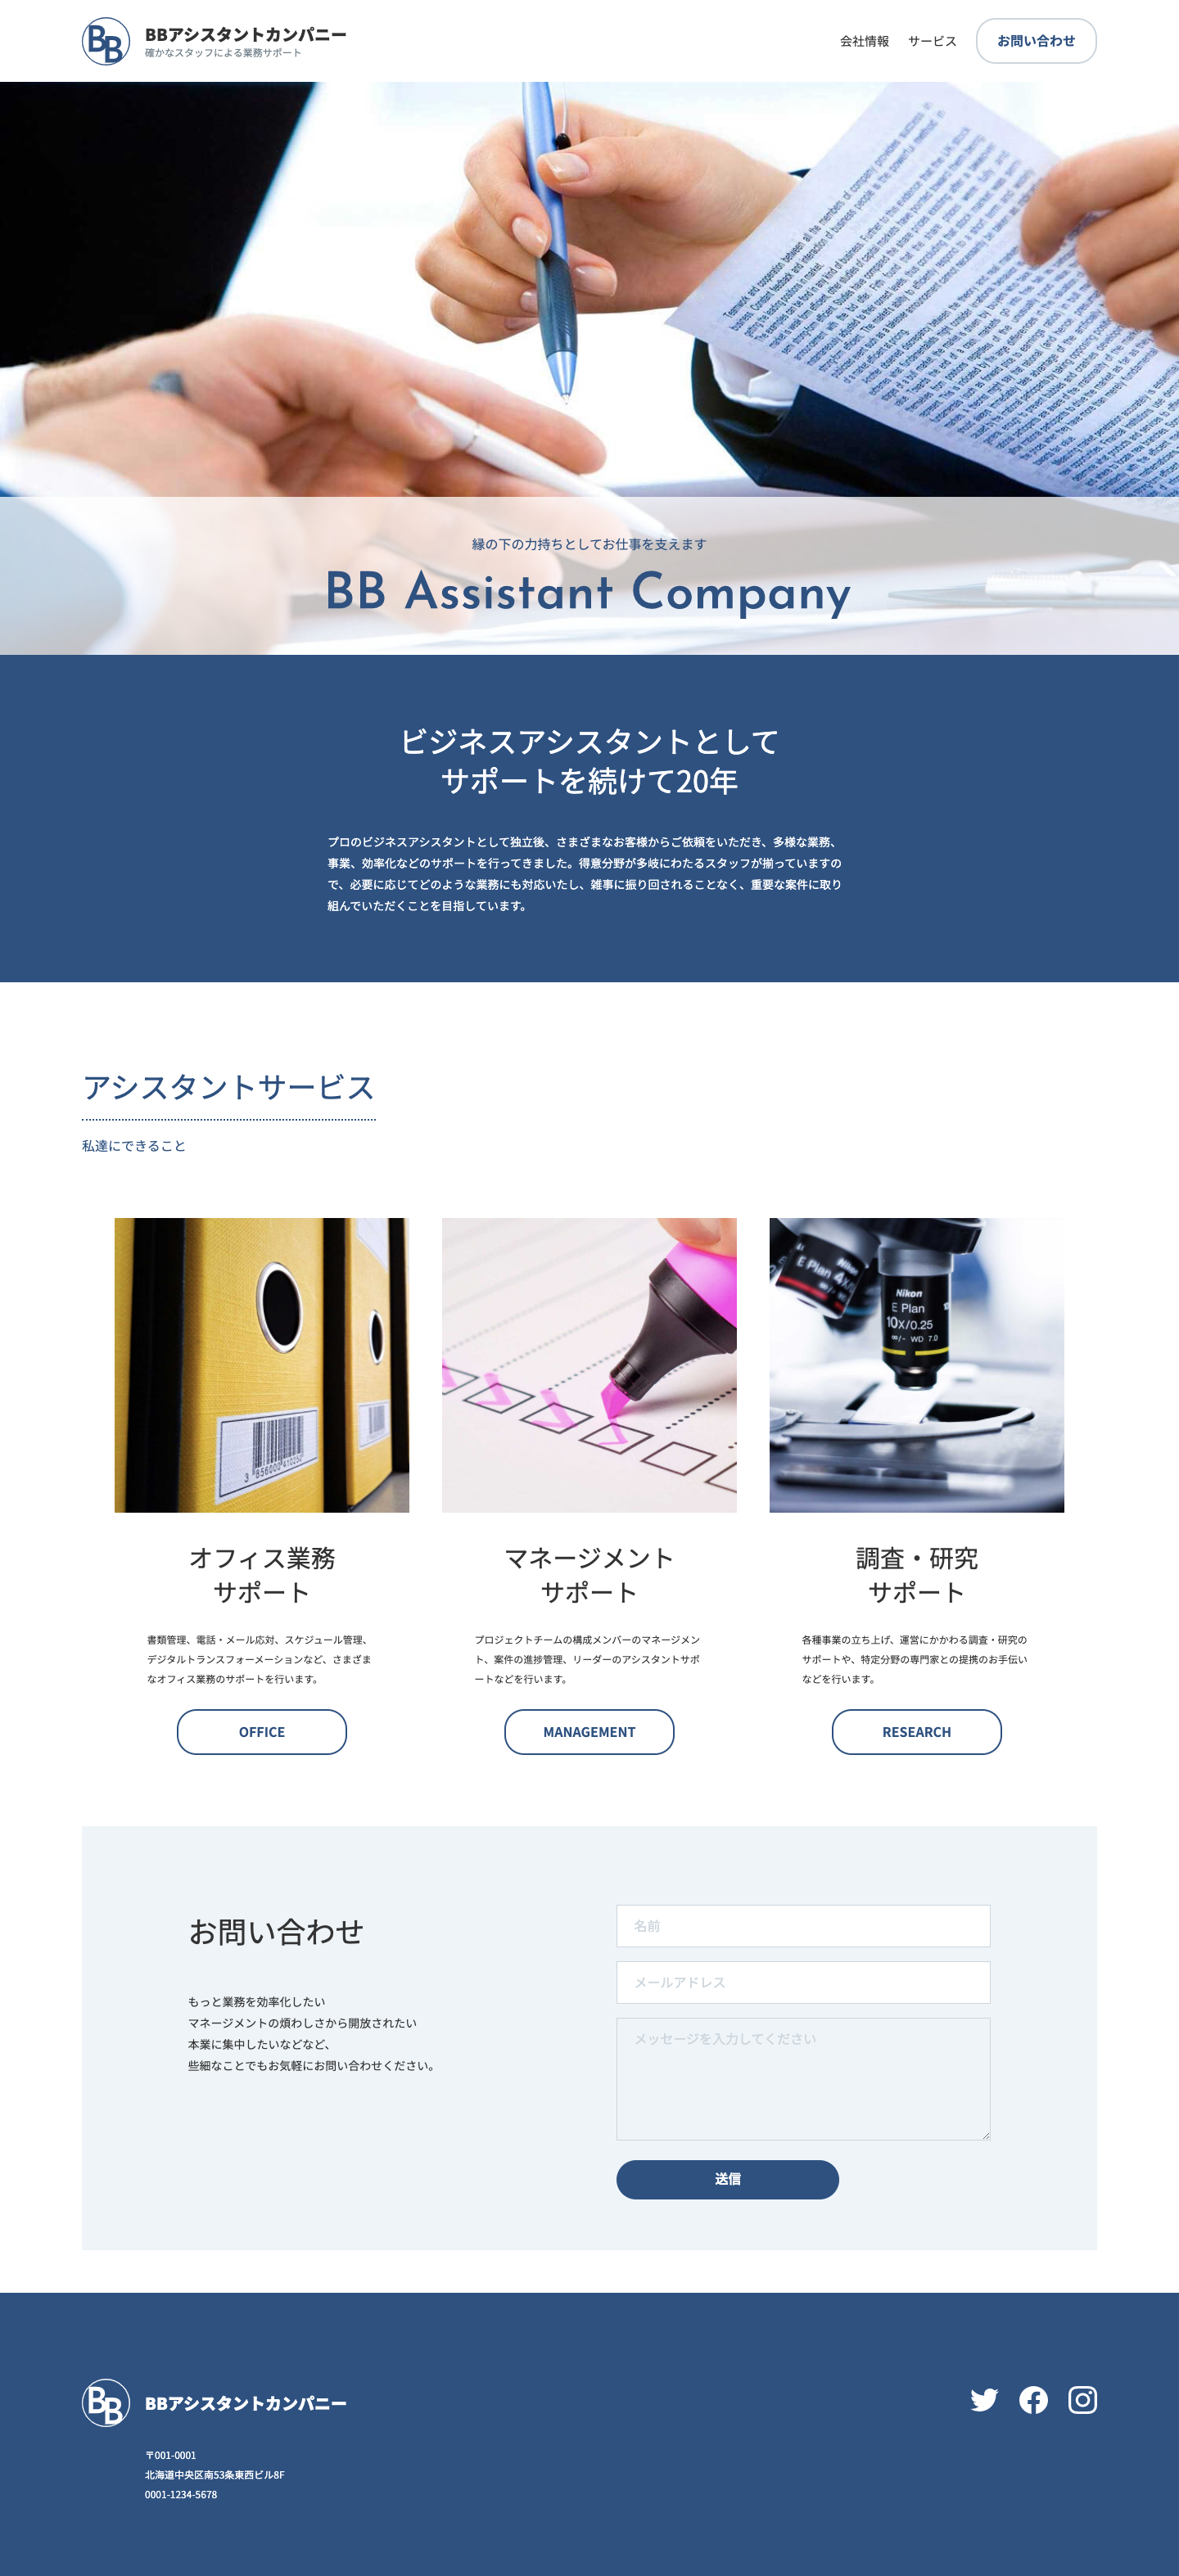 BB
BBアシスタントカンパニー
確かなスタッフによる業務サポート
会社情報
サービス
お問い合わせ
縁の下の力持ちとしてお仕事を支えます
BB Assistant Company
ビジネスアシスタントとして
サポートを続けて20年
プロのビジネスアシスタントとして独立後、さまざまなお客様からご依頼をいただき、多様な業務、
事業、効率化などのサポートを行ってきました。得意分野が多岐にわたるスタッフが揃っていますの
で、必要に応じてどのような業務にも対応いたし、雑事に振り回されることなく、重要な案件に取り
組んでいただくことを目指しています。
アシスタントサービス
私達にできること
Nikon
E Plan
10X/0.25
∞/- WD 7.0
オフィス業務
サポート
書類管理、電話・メール応対、スケジュール管理、
デジタルトランスフォーメーションなど、さまざま
なオフィス業務のサポートを行います。
OFFICE
マネージメント
サポート
プロジェクトチームの構成メンバーのマネージメン
ト、案件の進捗管理、リーダーのアシスタントサポ
ートなどを行います。
MANAGEMENT
調査・研究
サポート
各種事業の立ち上げ、運営にかかわる調査・研究の
サポートや、特定分野の専門家との提携のお手伝い
などを行います。
RESEARCH
お問い合わせ
もっと業務を効率化したい
マネージメントの煩わしさから開放されたい
本業に集中したいなどなど、
些細なことでもお気軽にお問い合わせください。
名前
メールアドレス
メッセージを入力してください
送信
BB
BBアシスタントカンパニー
〒001-0001
北海道中央区南53条東西ビル8F
0001-1234-5678